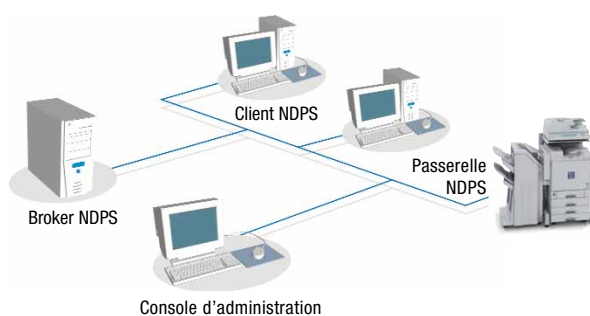 Client NDPS
Passerelle
NDPS
Broker NDPS
Console d'administration